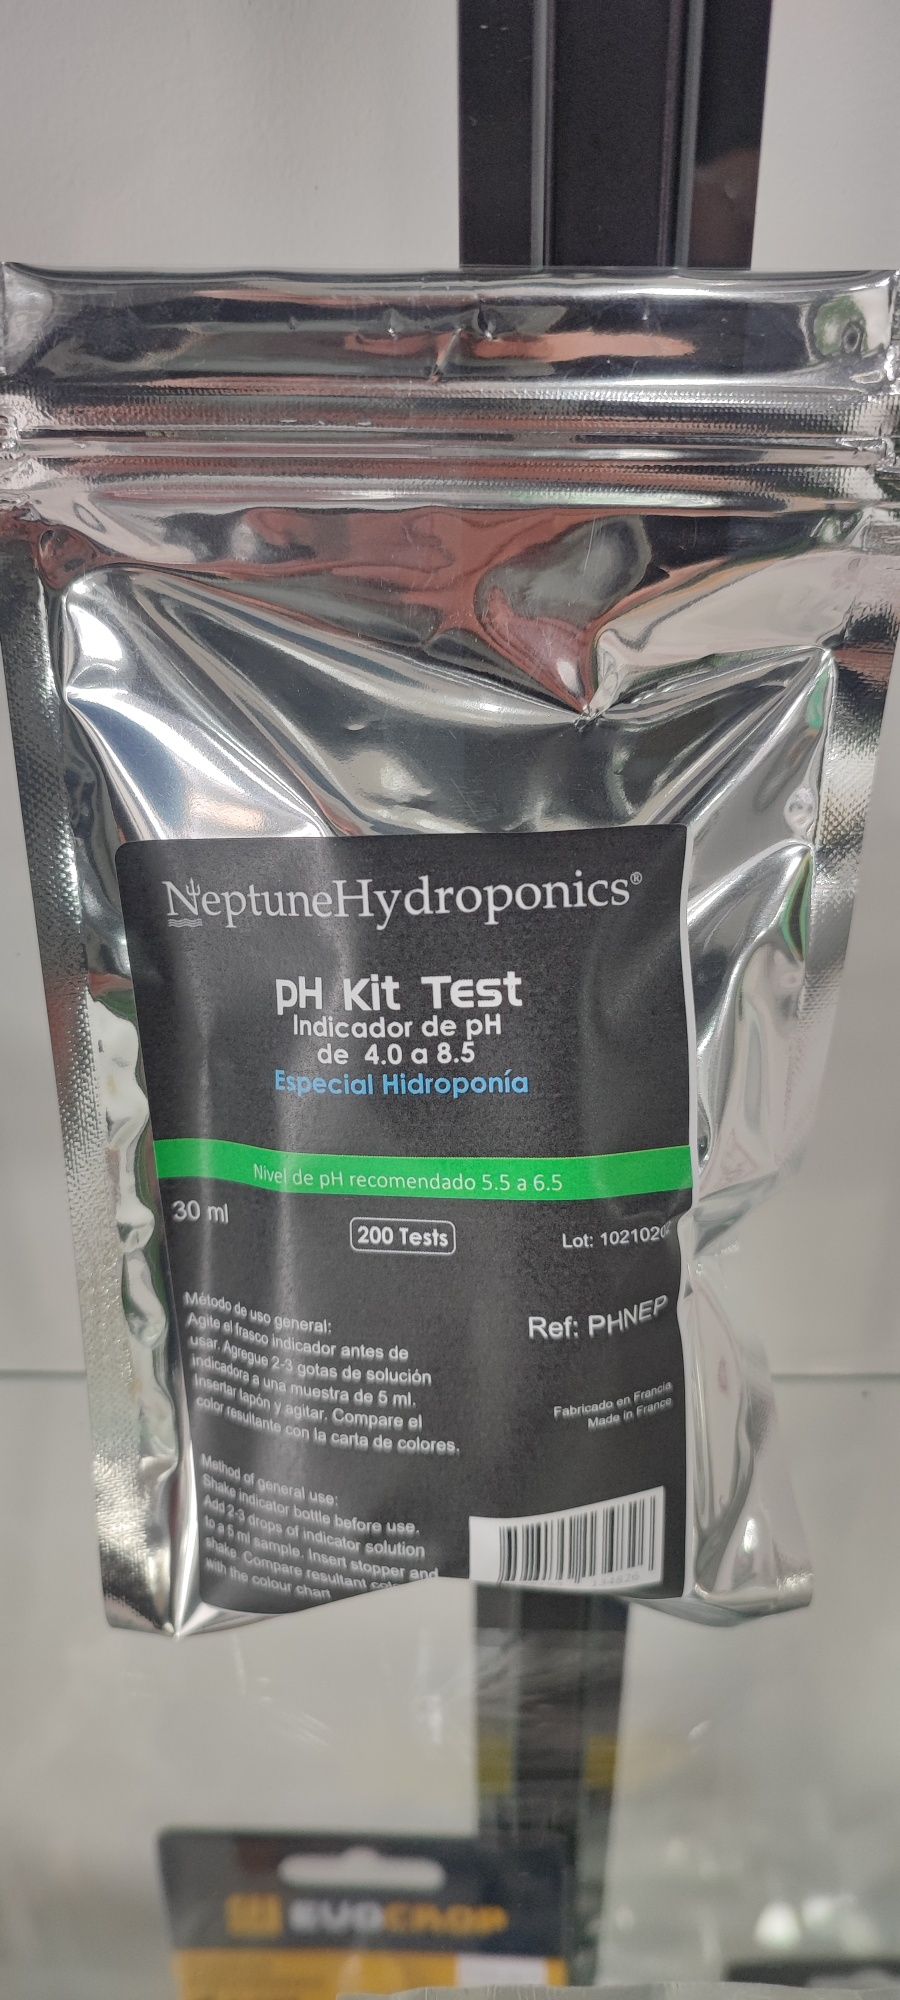 NeptuneHydroponics®
pH Kit Test
Indicador de pH
de 4.0 a 8.5
Especial Hidroponía
Nivel de pH recomendado 5.5 a 6.5
30 ml
200 Tests
Lot: 1021020
Ref: PHNEP
Método de uso general:
Agite el frasco indicador antes de
usar. Agregue 2-3 gotas de solución
indicadora a una muestra de 5 ml.
Insertar tapón y agitar. Compare el
color resultante con la carta de colores.
Fabricado en Francia
Made in France
Method of general use:
Shake indicator bottle before use.
Add 2-3 drops of indicator solution
to a 5 ml sample. Insert stopper and
shake. Compare resultant
with the colour chart
EVOCROP